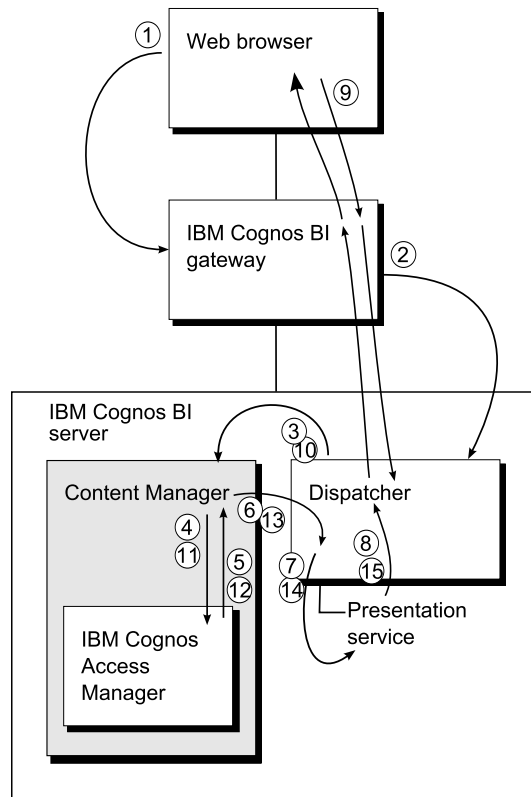 1
Web browser
9
IBM Cognos BI
gateway
2
IBM Cognos BI
server
3
10
Content Manager
Dispatcher
6
13
4
11
5
12
8
15
7
14
Presentation
service
IBM Cognos
Access
Manager